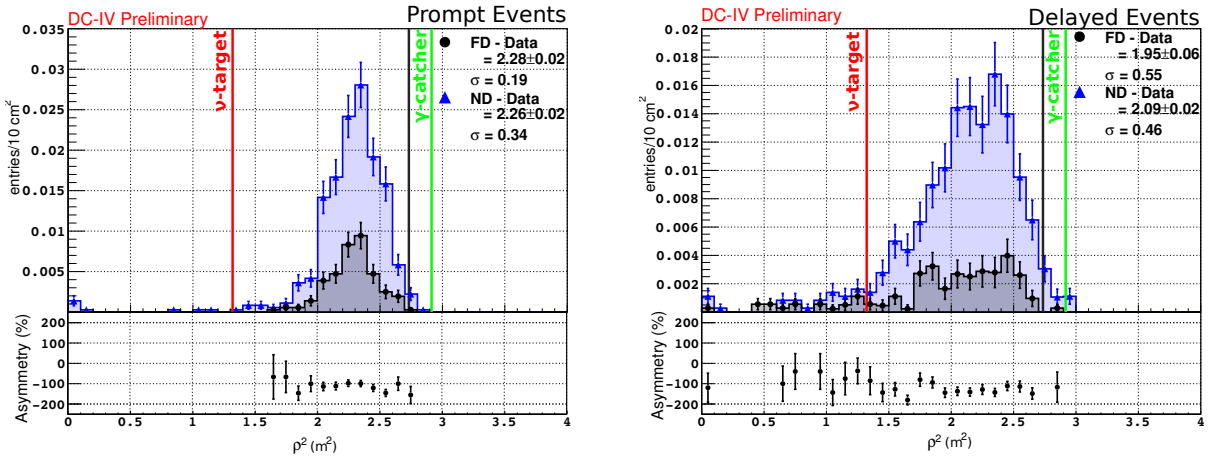 DC-IV Preliminary
Prompt Events
0.035
0.03
0.025
0.02
0.015
0.01
0.005
entries/10 cm²
ν-target
γ-catcher
FD - Data
= 2.28±0.02
σ = 0.19
ND - Data
= 2.26±0.02
σ = 0.34
Asymmetry (%)
200
100
0
−100
−200
0 0.5 1 1.5 2 2.5 3 3.5 4
ρ² (m²)
DC-IV Preliminary
Delayed Events
0.02
0.018
0.016
0.014
0.012
0.01
0.008
0.006
0.004
0.002
entries/10 cm²
ν-target
γ-catcher
FD - Data
= 1.95±0.06
σ = 0.55
ND - Data
= 2.09±0.02
σ = 0.46
Asymmetry (%)
200
100
0
−100
−200
0 0.5 1 1.5 2 2.5 3 3.5 4
ρ² (m²)